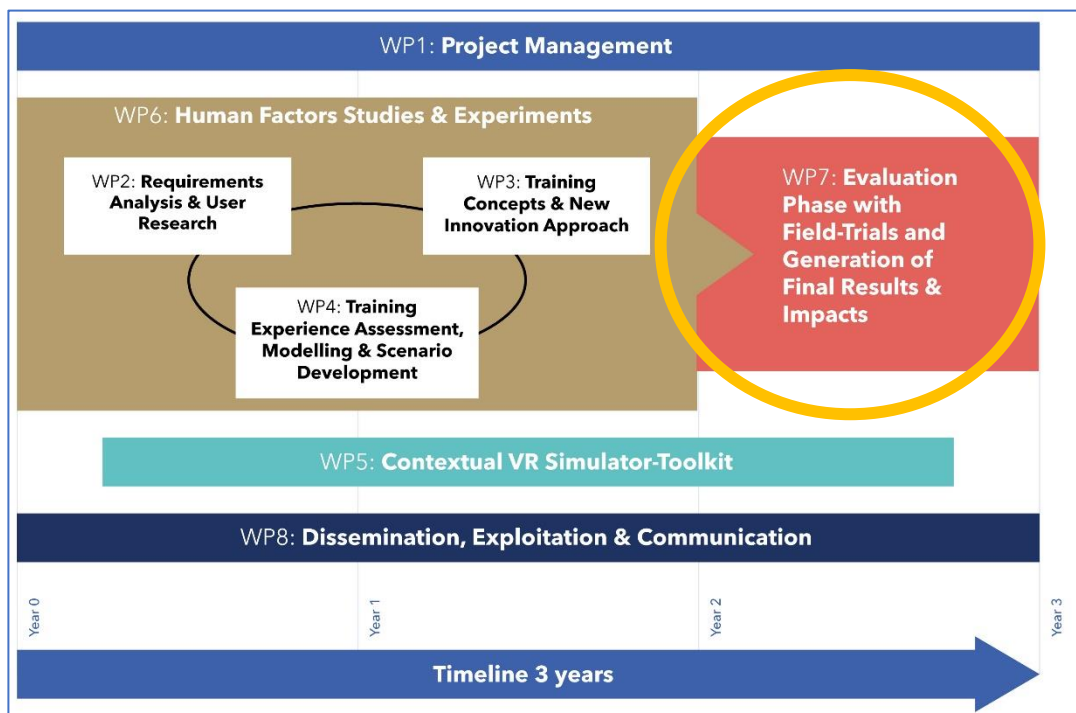 WP1: Project Management
WP6: Human Factors Studies & Experiments
WP2: Requirements
Analysis & User
Research
WP3: Training
Concepts & New
Innovation Approach
WP4: Training
Experience Assessment,
Modelling & Scenario
Development
WP7: Evaluation
Phase with
Field-Trials and
Generation of
Final Results &
Impacts
WP5: Contextual VR Simulator-Toolkit
WP8: Dissemination, Exploitation & Communication
Year 0
Year 1
Year 2
Year 3
Timeline 3 years